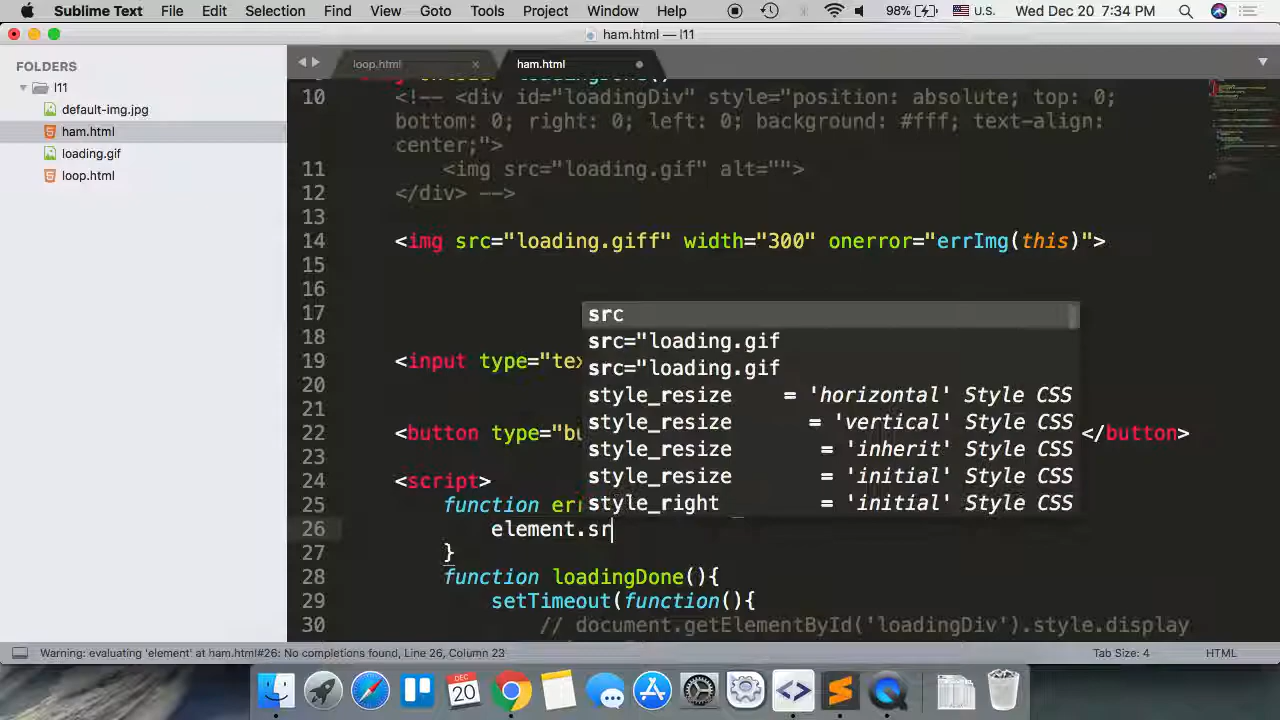 Sublime Text File Edit Selection Find View Goto Tools Project Window Help 98% U.S. Wed Dec 20 7:34 PM
ham.html — l11
FOLDERS
l11
default-img.jpg
ham.html
loading.gif
loop.html
loop.html × ham.html
10 <!-- <div id="loadingDiv" style="position: absolute; top: 0;
bottom: 0; right: 0; left: 0; background: #fff; text-align:
center;">
11 <img src="loading.gif" alt="">
12 </div> -->
13
14 <img src="loading.giff" width="300" onerror="errImg(this)">
15
16
17
18
19 <input type="tex
20
21
22 <button type="bu </button>
23
24 <script>
25 function err
26 element.sr
27 }
28 function loadingDone(){
29 setTimeout(function(){
30 // document.getElementById('loadingDiv').style.display
src
src="loading.gif
src="loading.gif
style_resize = 'horizontal' Style CSS
style_resize = 'vertical' Style CSS
style_resize = 'inherit' Style CSS
style_resize = 'initial' Style CSS
style_right = 'initial' Style CSS
Warning: evaluating 'element' at ham.html#26: No completions found, Line 26, Column 23 Tab Size: 4 HTML
DEC
20